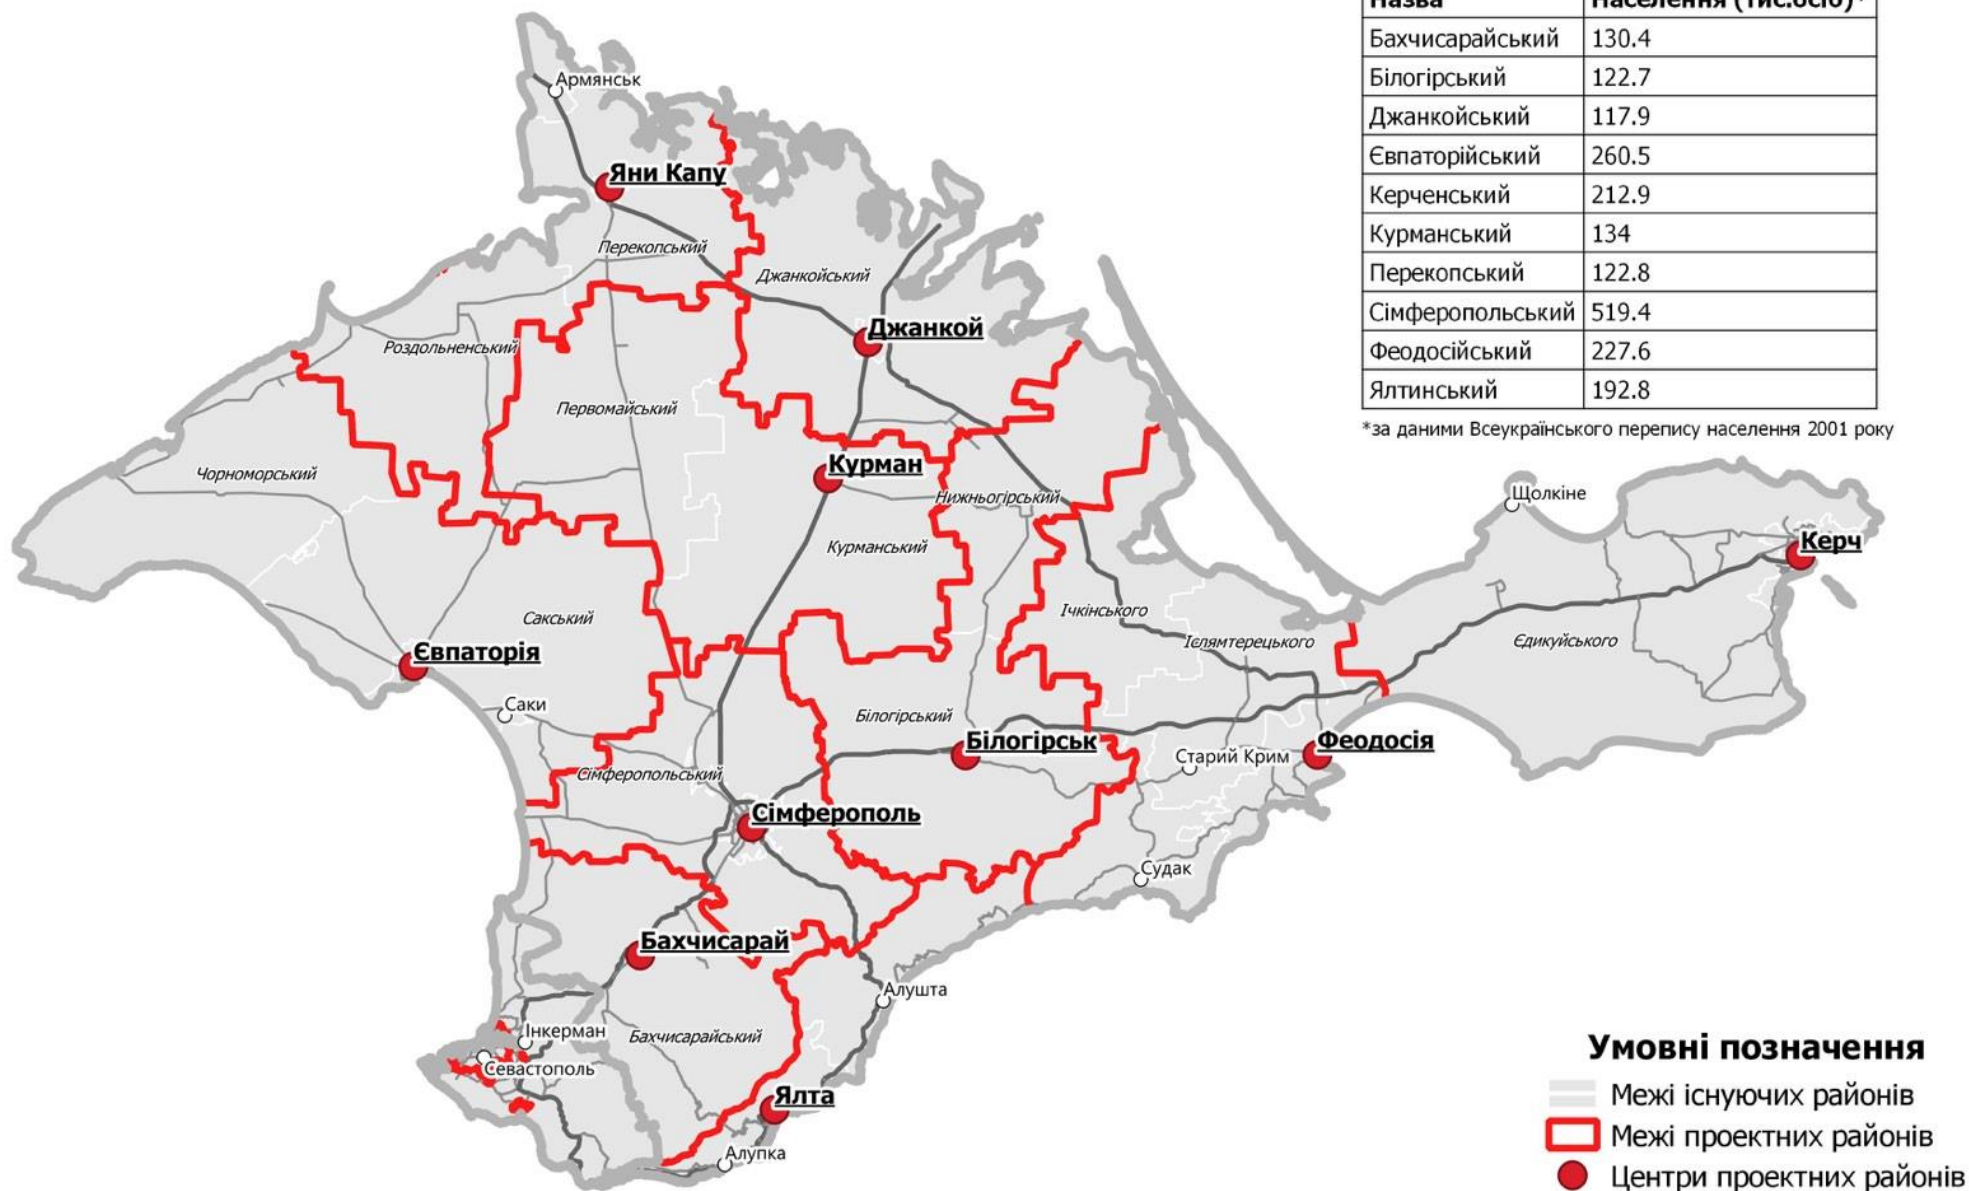 Назва Населення (тис.осіб)*
Бахчисарайський 130.4
Білогірський 122.7
Джанкойський 117.9
Євпаторійський 260.5
Керченський 212.9
Курманський 134
Перекопський 122.8
Сімферопольський 519.4
Феодосійський 227.6
Ялтинський 192.8
*за даними Всеукраїнського перепису населення 2001 року
Армянськ
Яни Капу
Перекопський
Джанкойський
Джанкой
Роздольненський
Первомайський
Чорноморський
Курман
Нижньогірський
Щолкіне
Керч
Курманський
Сакський
Ічкінського
Іслямтерецького
Єдикуйського
Євпаторія
Саки
Білогірський
Білогірськ
Феодосія
Старий Крим
Сімферопольський
Сімферополь
Судак
Бахчисарай
Алушта
Інкерман
Бахчисарайський
Севастополь
Ялта
Алупка
Умовні позначення
Межі існуючих районів
Межі проектних районів
Центри проектних районів